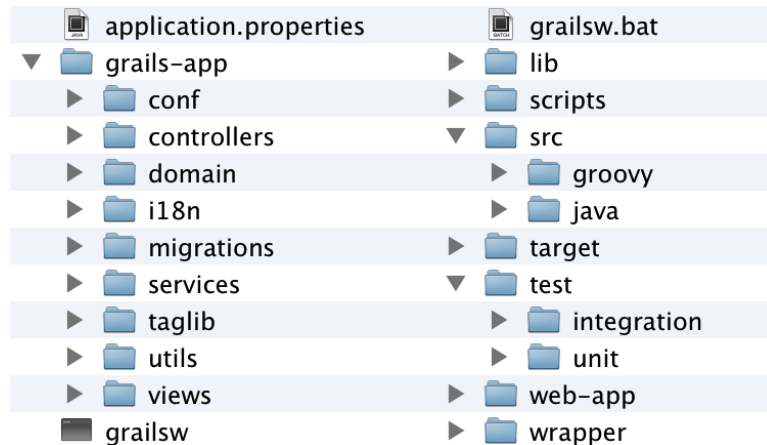 application.properties
grails-app
conf
controllers
domain
i18n
migrations
services
taglib
utils
views
grailsw
grailsw.bat
lib
scripts
src
groovy
java
target
test
integration
unit
web-app
wrapper